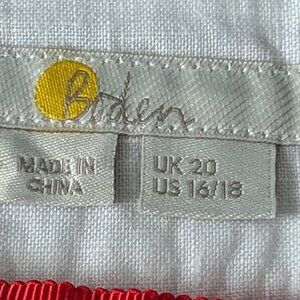 Boden
MADE IN
CHINA
UK 20
US 16/18